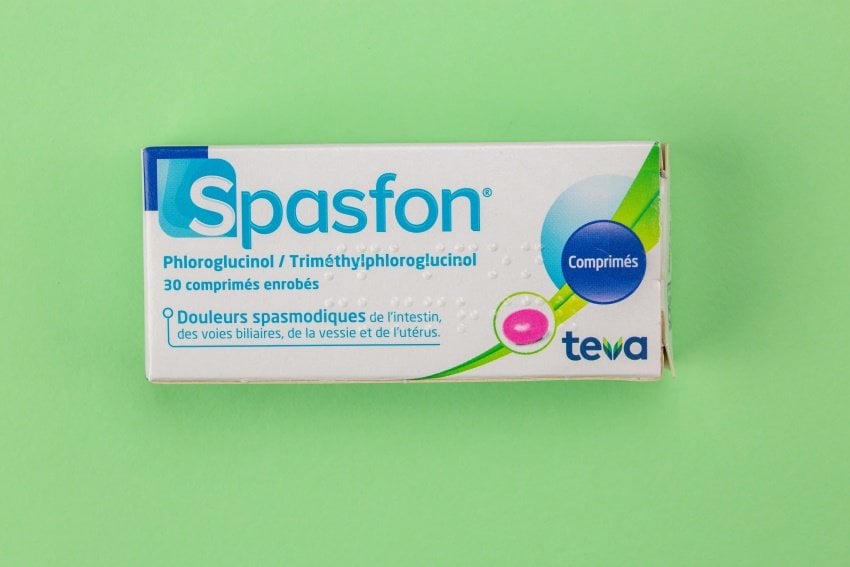 Spasfon®
Phloroglucinol / Triméthylphloroglucinol
30 comprimés enrobés
Douleurs spasmodiques de l'intestin,
des voies biliaires, de la vessie et de l'utérus.
Comprimés
teva